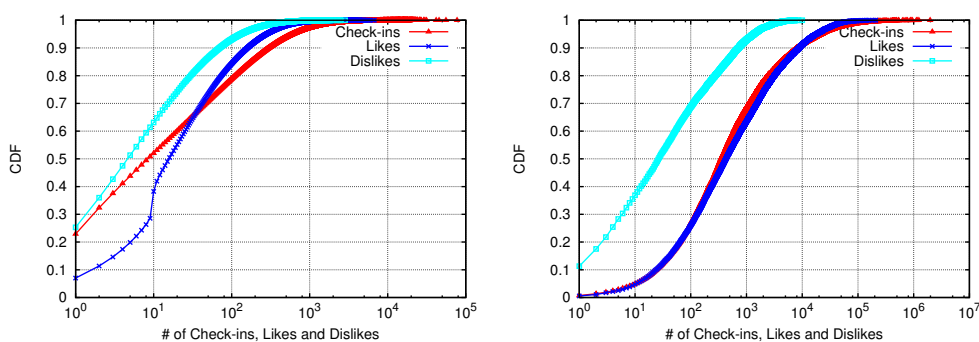 1
0.9
0.8
0.7
0.6
0.5
0.4
0.3
0.2
0.1
0
CDF
10^0 10^1 10^2 10^3 10^4 10^5
# of Check-ins, Likes and Dislikes
Check-ins
Likes
Dislikes
1
0.9
0.8
0.7
0.6
0.5
0.4
0.3
0.2
0.1
0
CDF
10^0 10^1 10^2 10^3 10^4 10^5 10^6 10^7
# of Check-ins, Likes and Dislikes
Check-ins
Likes
Dislikes